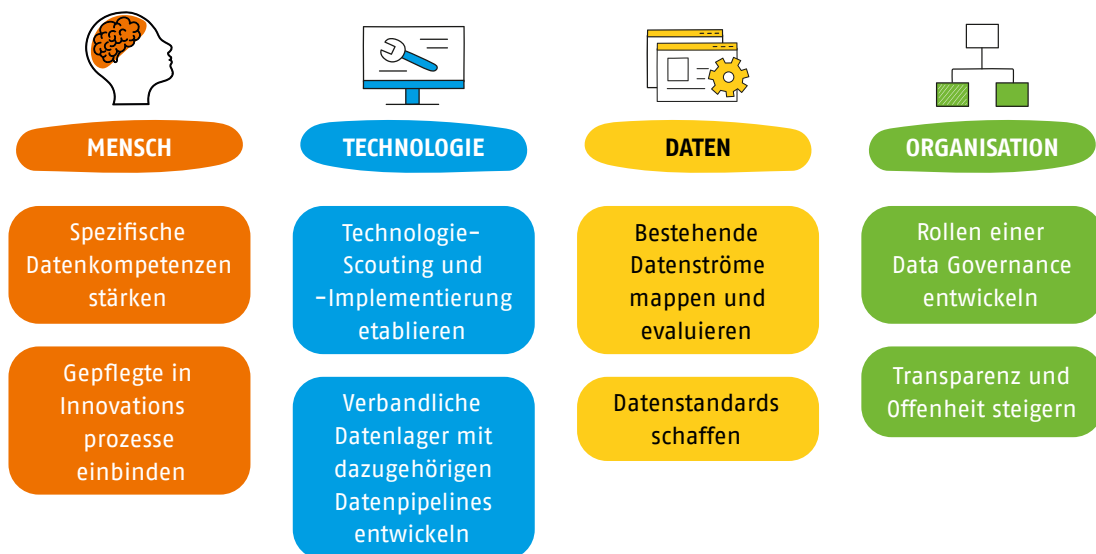 MENSCH
Spezifische
Datenkompetenzen
stärken
Gepflegte in
Innovations
prozesse
einbinden
TECHNOLOGIE
Technologie-
Scouting und
-Implementierung
etablieren
Verbandliche
Datenlager mit
dazugehörigen
Datenpipelines
entwickeln
DATEN
Bestehende
Datenströme
mappen und
evaluieren
Datenstandards
schaffen
ORGANISATION
Rollen einer
Data Governance
entwickeln
Transparenz und
Offenheit steigern